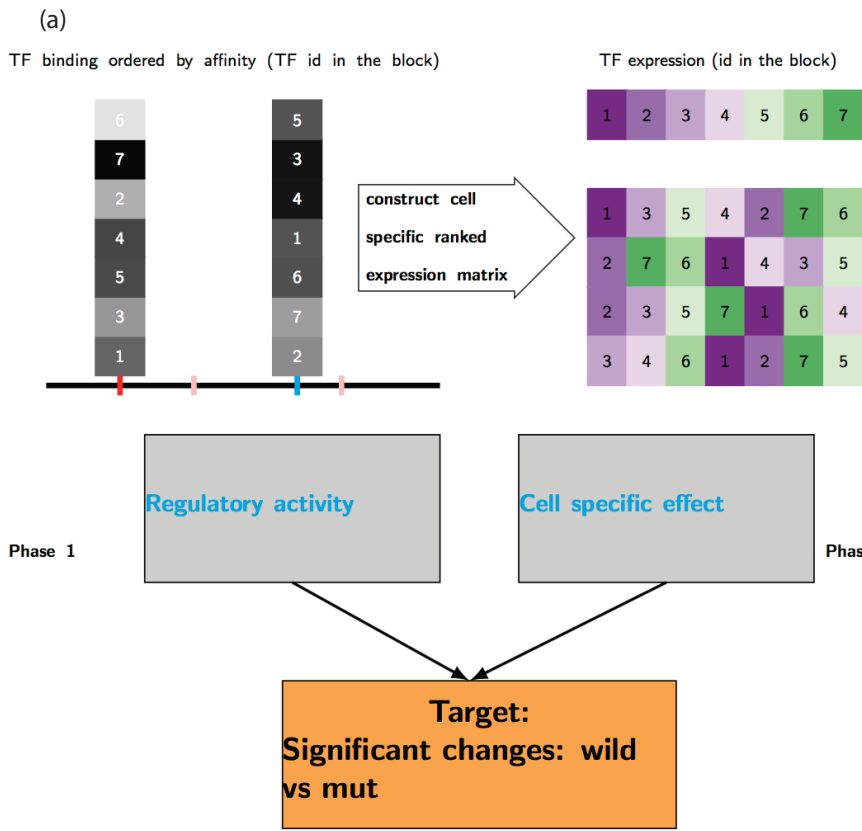 (a)
TF binding ordered by affinity (TF id in the block)
TF expression (id in the block)
6
7
2
4
5
3
1
5
3
4
1
6
7
2
construct cell
specific ranked
expression matrix
1 2 3 4 5 6 7
1 3 5 4 2 7 6
2 7 6 1 4 3 5
2 3 5 7 1 6 4
3 4 6 1 2 7 5
Regulatory activity
Cell specific effect
Phase 1
Phas
Target:
Significant changes: wild
vs mut